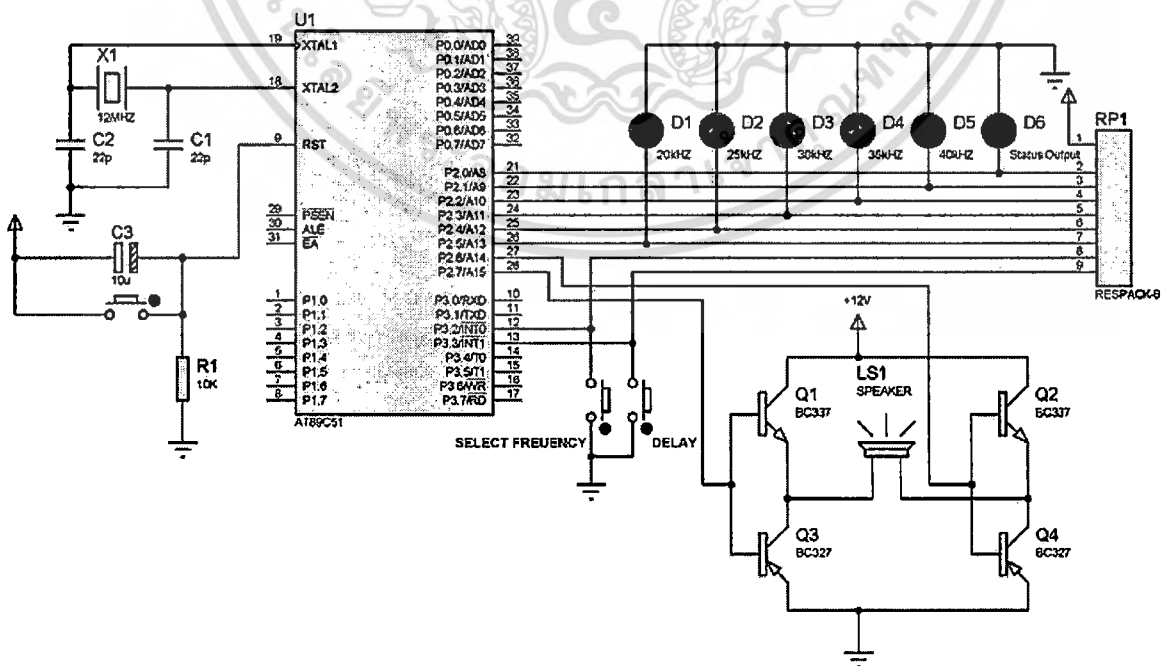 U1
19 XTAL1
18 XTAL2
9 RST
29 PSEN
30 ALE
31 EA
1 P1.0
2 P1.1
3 P1.2
4 P1.3
5 P1.4
6 P1.5
7 P1.6
8 P1.7
P0.0/AD0 39
P0.1/AD1 38
P0.2/AD2 37
P0.3/AD3 36
P0.4/AD4 35
P0.5/AD5 34
P0.6/AD6 33
P0.7/AD7 32
P2.0/A8 21
P2.1/A9 22
P2.2/A10 23
P2.3/A11 24
P2.4/A12 25
P2.5/A13 26
P2.6/A14 27
P2.7/A15 28
P3.0/RXD 10
P3.1/TXD 11
P3.2/INT0 12
P3.3/INT1 13
P3.4/T0 14
P3.5/T1 15
P3.6/WR 16
P3.7/RD 17
AT89C51
X1
12MHZ
C2
22p
C1
22p
C3
10u
R1
10K
D1
20kHZ
D2
25kHZ
D3
30kHZ
D4
35kHZ
D5
40kHZ
D6
Status Output
RP1
1
2
3
4
5
6
7
8
9
RESPACK-8
SELECT FREUENCY
DELAY
+12V
LS1
SPEAKER
Q1
BC337
Q2
BC337
Q3
BC327
Q4
BC327